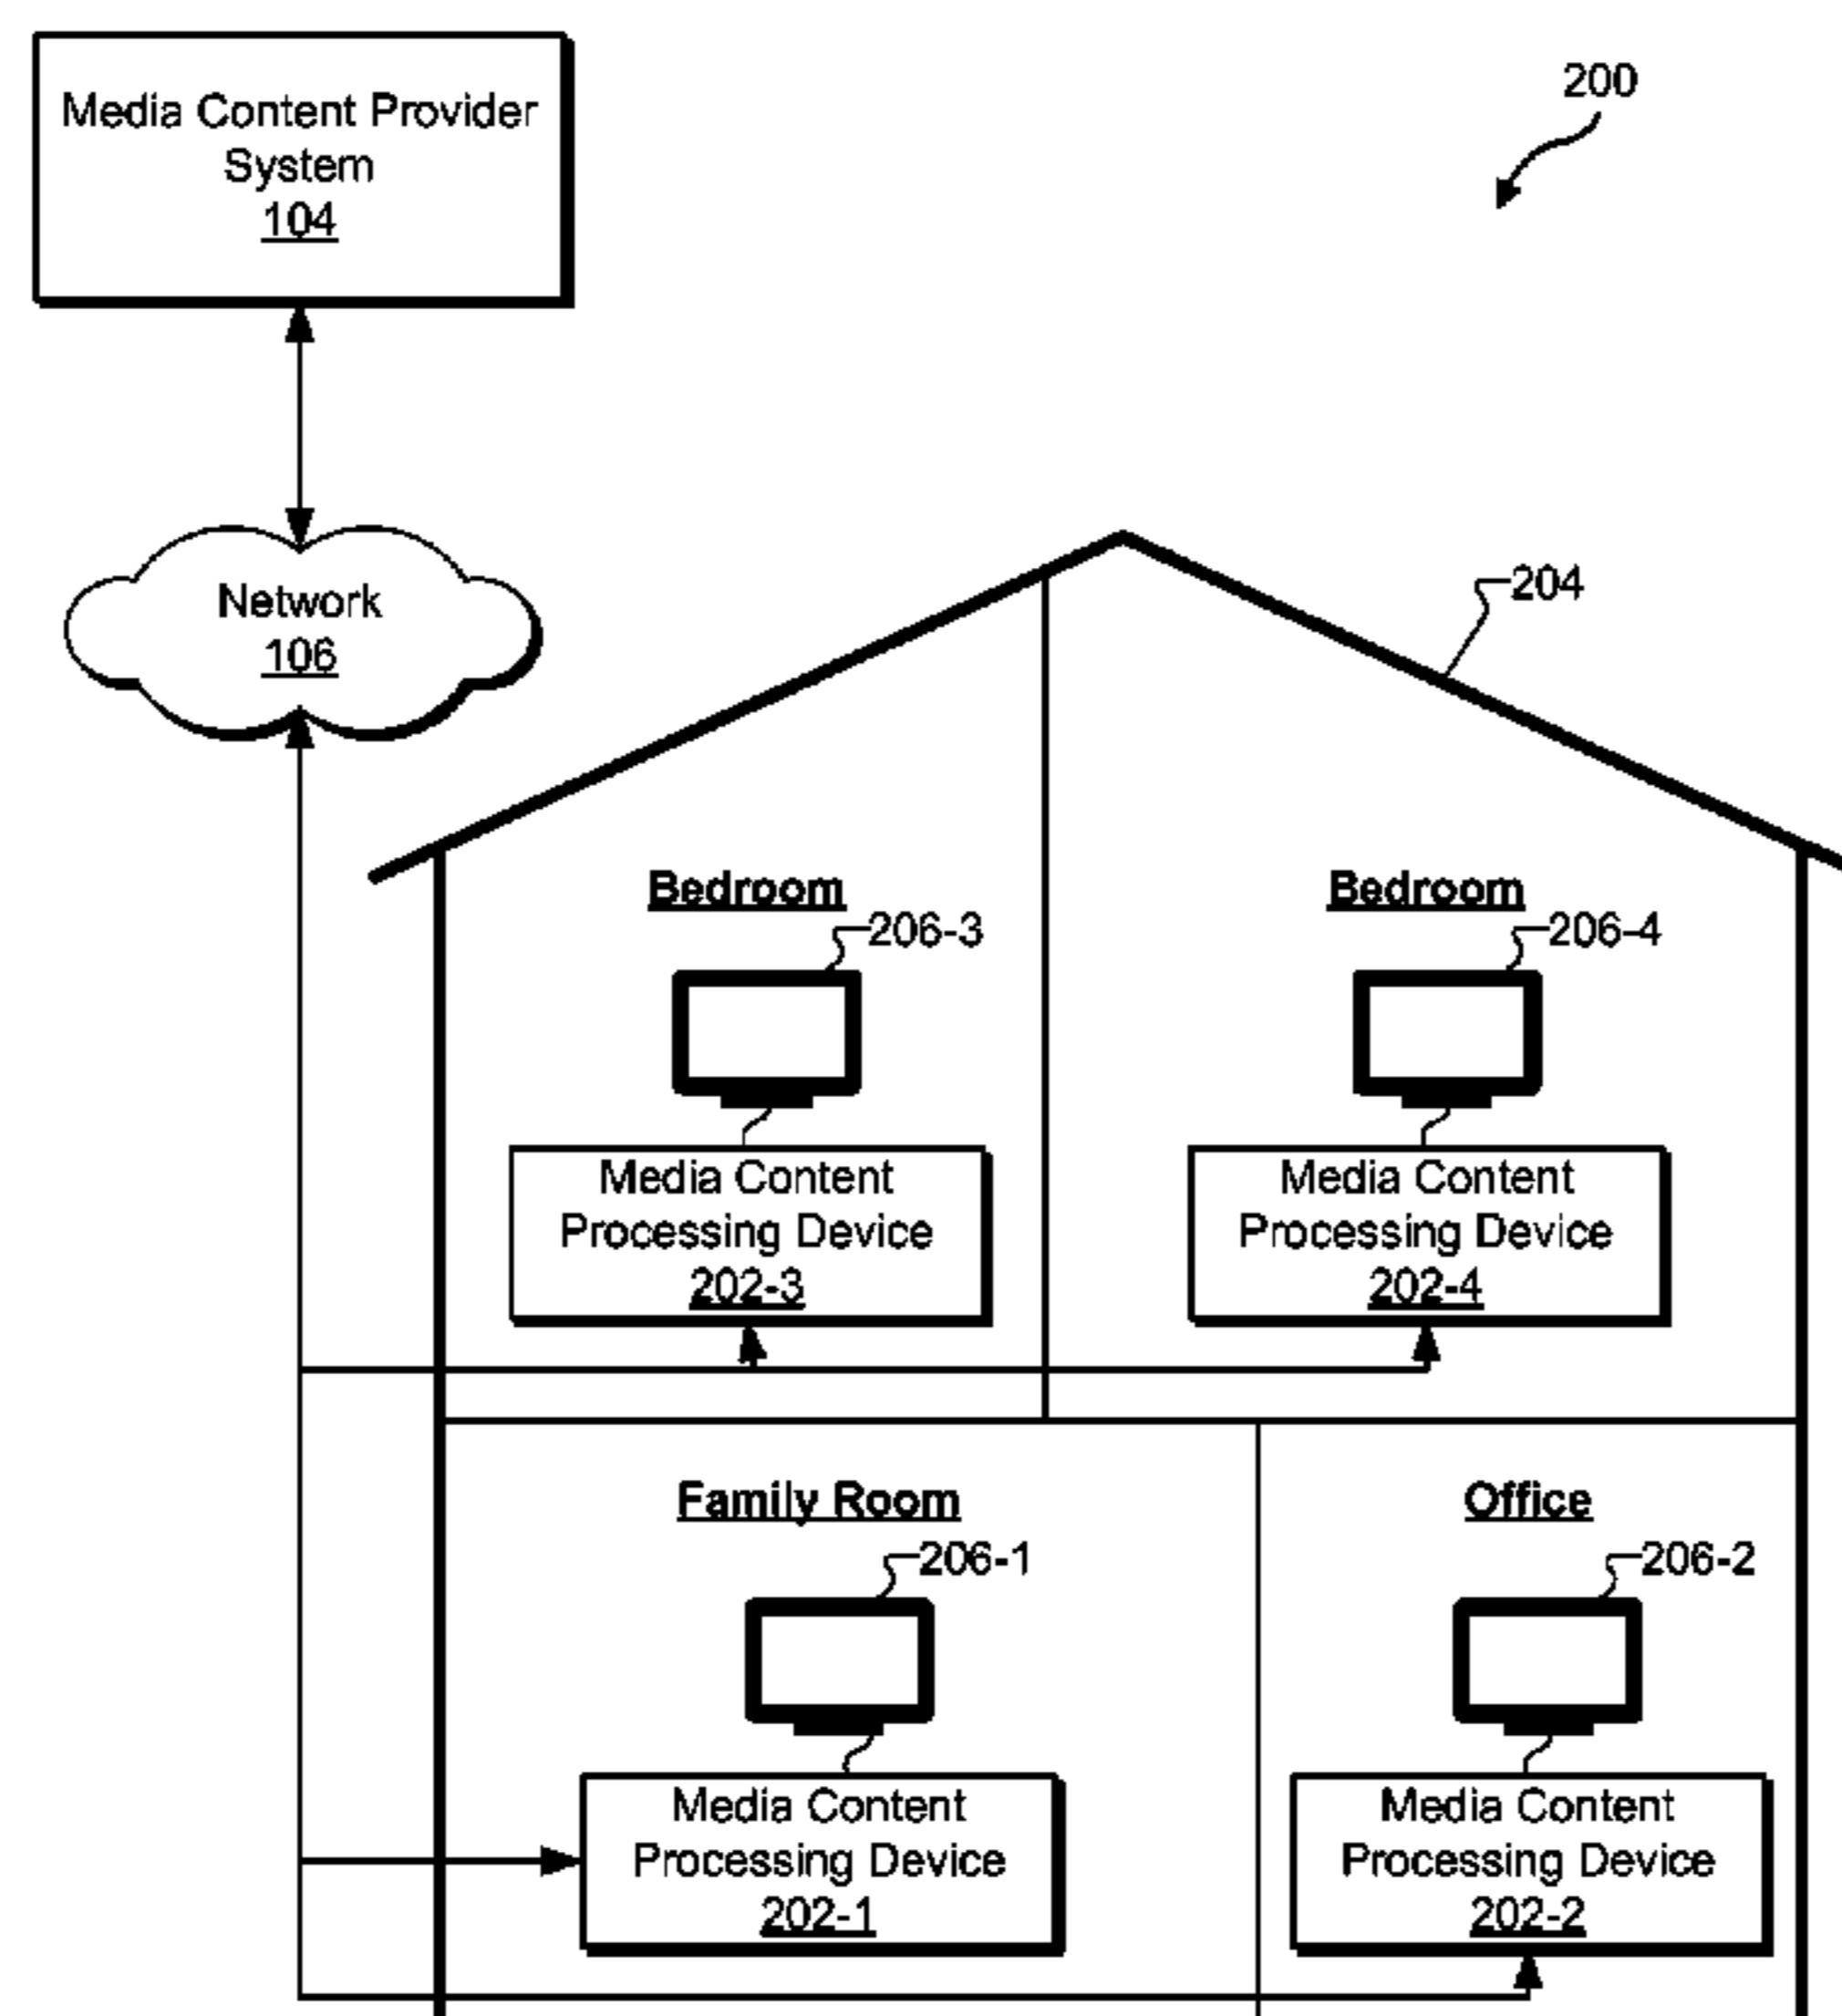 Media Content Provider
System
104
200
Network
106
204
Bedroom
206-3
Media Content
Processing Device
202-3
Bedroom
206-4
Media Content
Processing Device
202-4
Family Room
206-1
Media Content
Processing Device
202-1
Office
206-2
Media Content
Processing Device
202-2